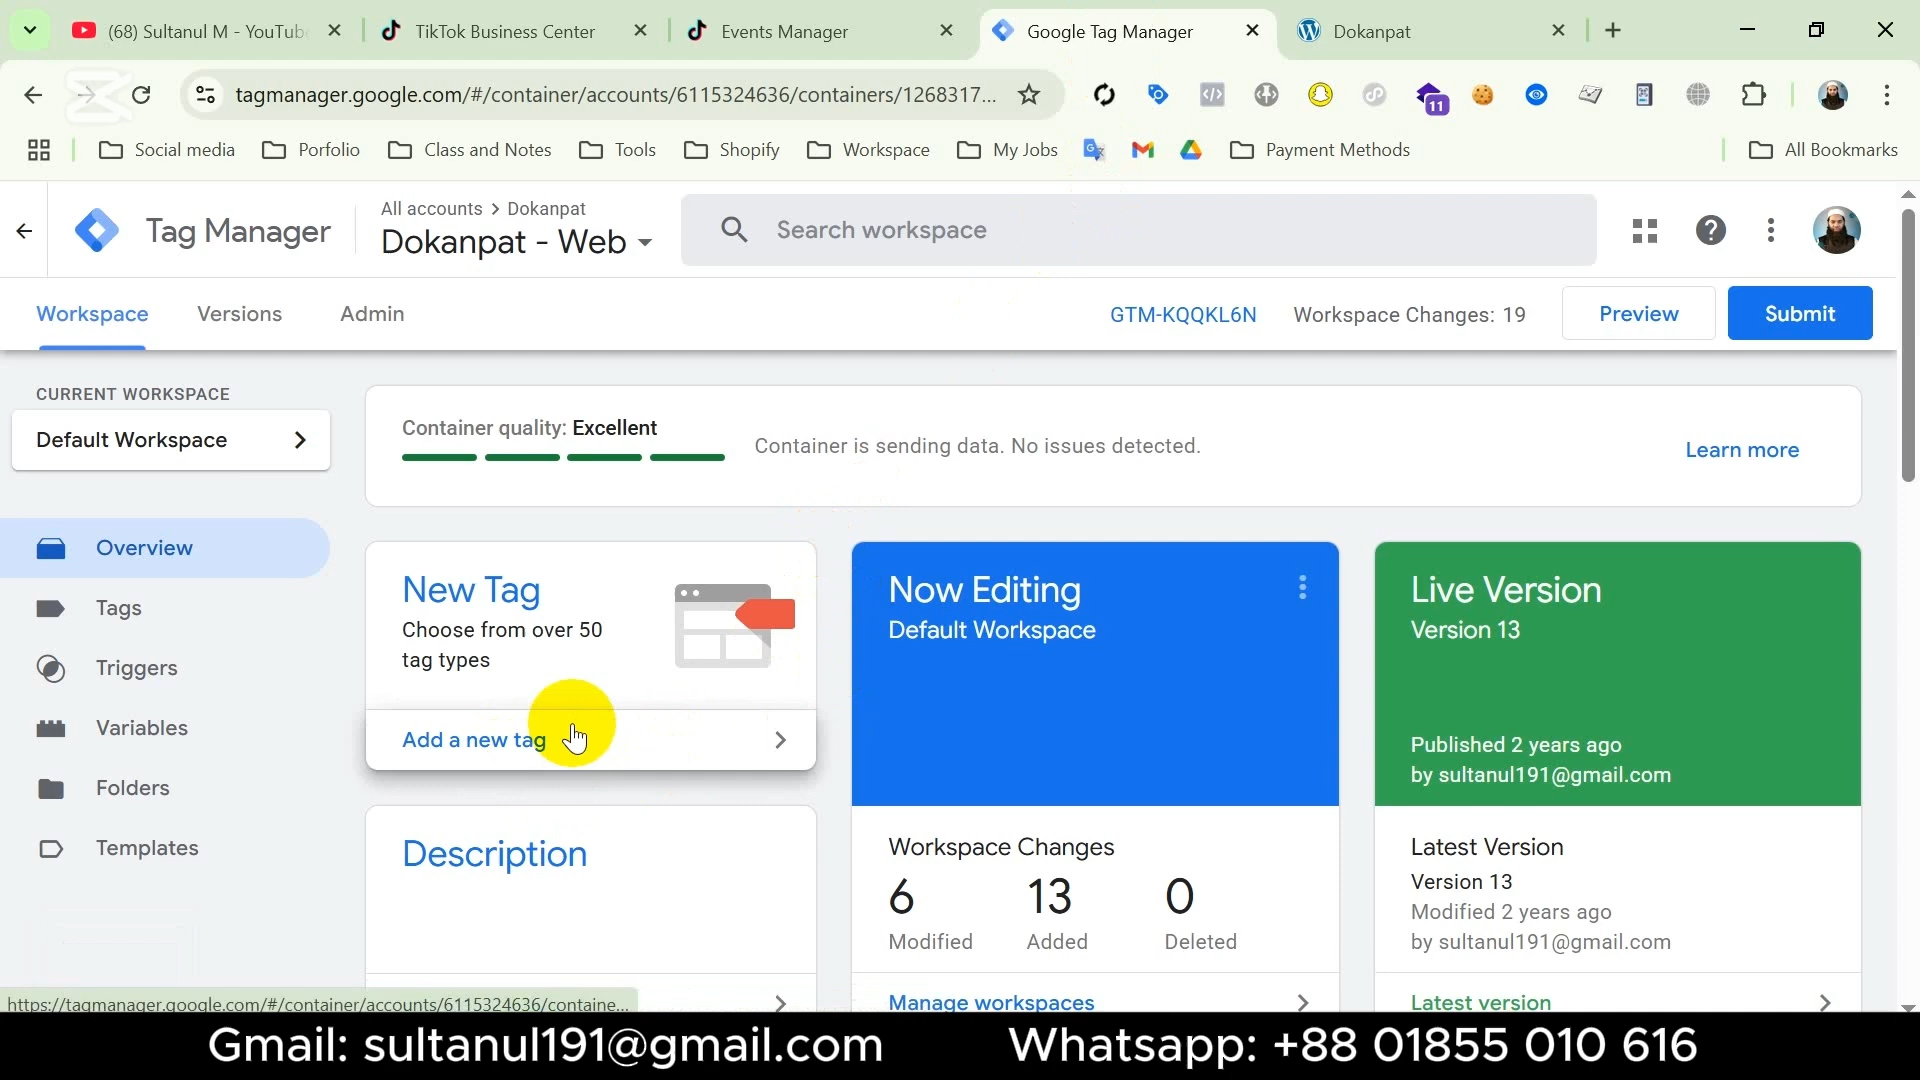 (68) Sultanul M - YouTub
TikTok Business Center
Events Manager
Google Tag Manager
Dokanpat
tagmanager.google.com/#/container/accounts/6115324636/containers/1268317...
11
Social media
Porfolio
Class and Notes
Tools
Shopify
Workspace
My Jobs
Payment Methods
All Bookmarks
Tag Manager
All accounts > Dokanpat
Dokanpat - Web
Search workspace
Workspace
Versions
Admin
GTM-KQQKL6N
Workspace Changes: 19
Preview
Submit
CURRENT WORKSPACE
Default Workspace
Overview
Tags
Triggers
Variables
Folders
Templates
Container quality: Excellent
Container is sending data. No issues detected.
Learn more
New Tag
Choose from over 50
tag types
Add a new tag
Description
Now Editing
Default Workspace
Workspace Changes
6 13 0
Modified Added Deleted
Manage workspaces
Live Version
Version 13
Published 2 years ago
by sultanul191@gmail.com
Latest Version
Version 13
Modified 2 years ago
by sultanul191@gmail.com
Latest version
https://tagmanager.google.com/#/container/accounts/6115324636/containe...
Gmail: sultanul191@gmail.com
Whatsapp: +88 01855 010 616